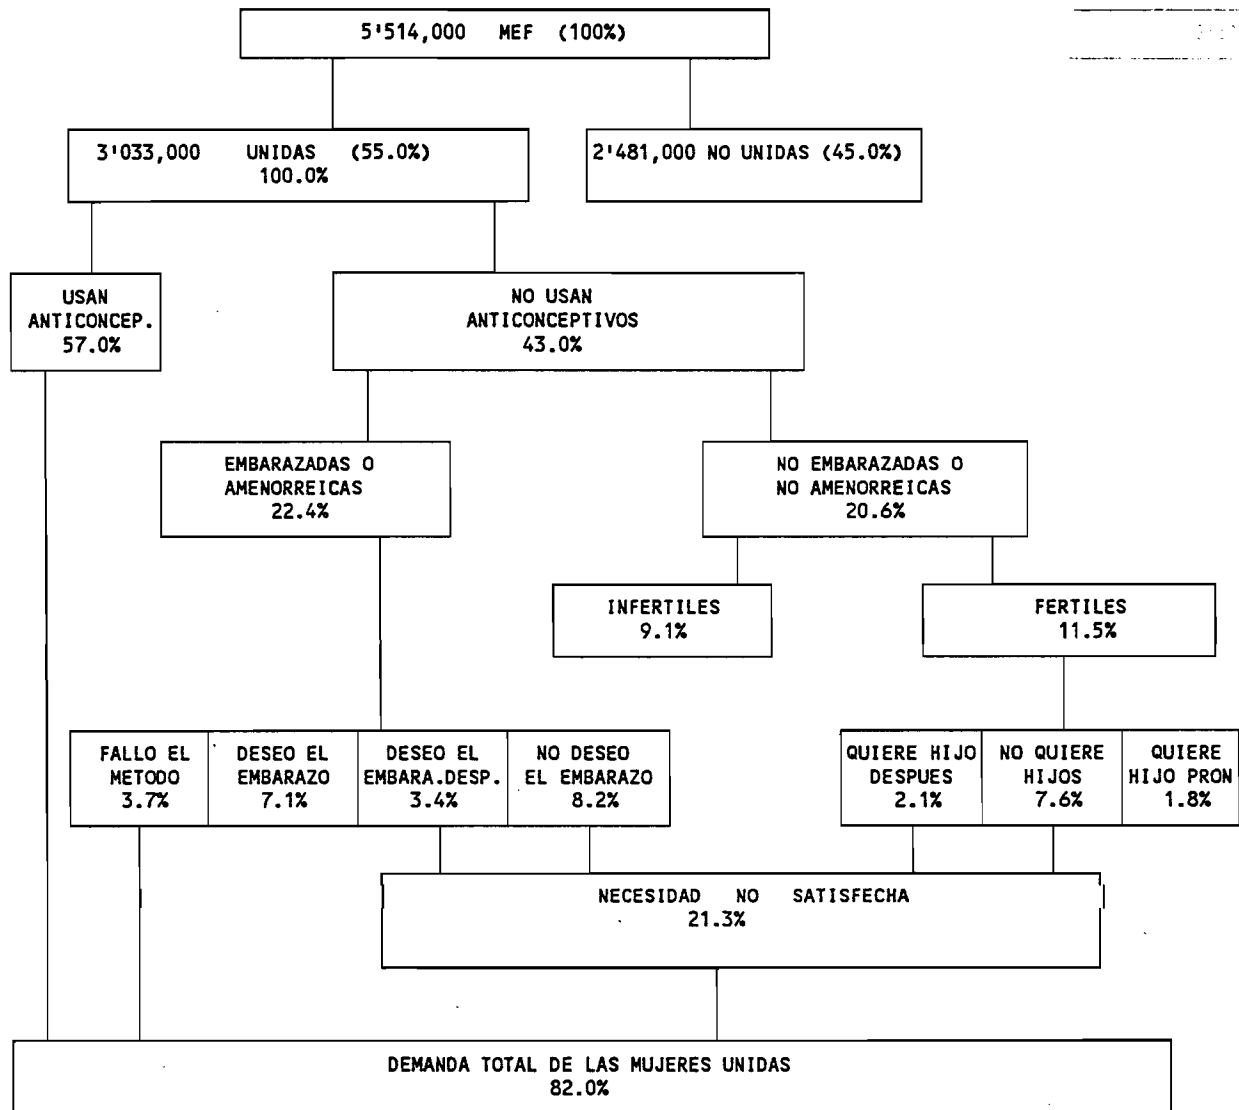 5'514,000 MEF (100%)
3'033,000 UNIDAS (55.0%)
100.0%
2'481,000 NO UNIDAS (45.0%)
USAN
ANTICONCEP.
57.0%
NO USAN
ANTICONCEPTIVOS
43.0%
EMBARAZADAS O
AMENORREICAS
22.4%
NO EMBARAZADAS O
NO AMENORREICAS
20.6%
INFERTILES
9.1%
FERTILES
11.5%
FALLO EL
METODO
3.7%
DESEO EL
EMBARAZO
7.1%
DESEO EL
EMBARA.DESP.
3.4%
NO DESEO
EL EMBARAZO
8.2%
QUIERE HIJO
DESPUES
2.1%
NO QUIERE
HIJOS
7.6%
QUIERE
HIJO PRON
1.8%
NECESIDAD NO SATISFECHA
21.3%
DEMANDA TOTAL DE LAS MUJERES UNIDAS
82.0%